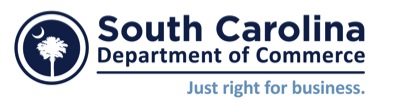 South Carolina
Department of Commerce
Just right for business.